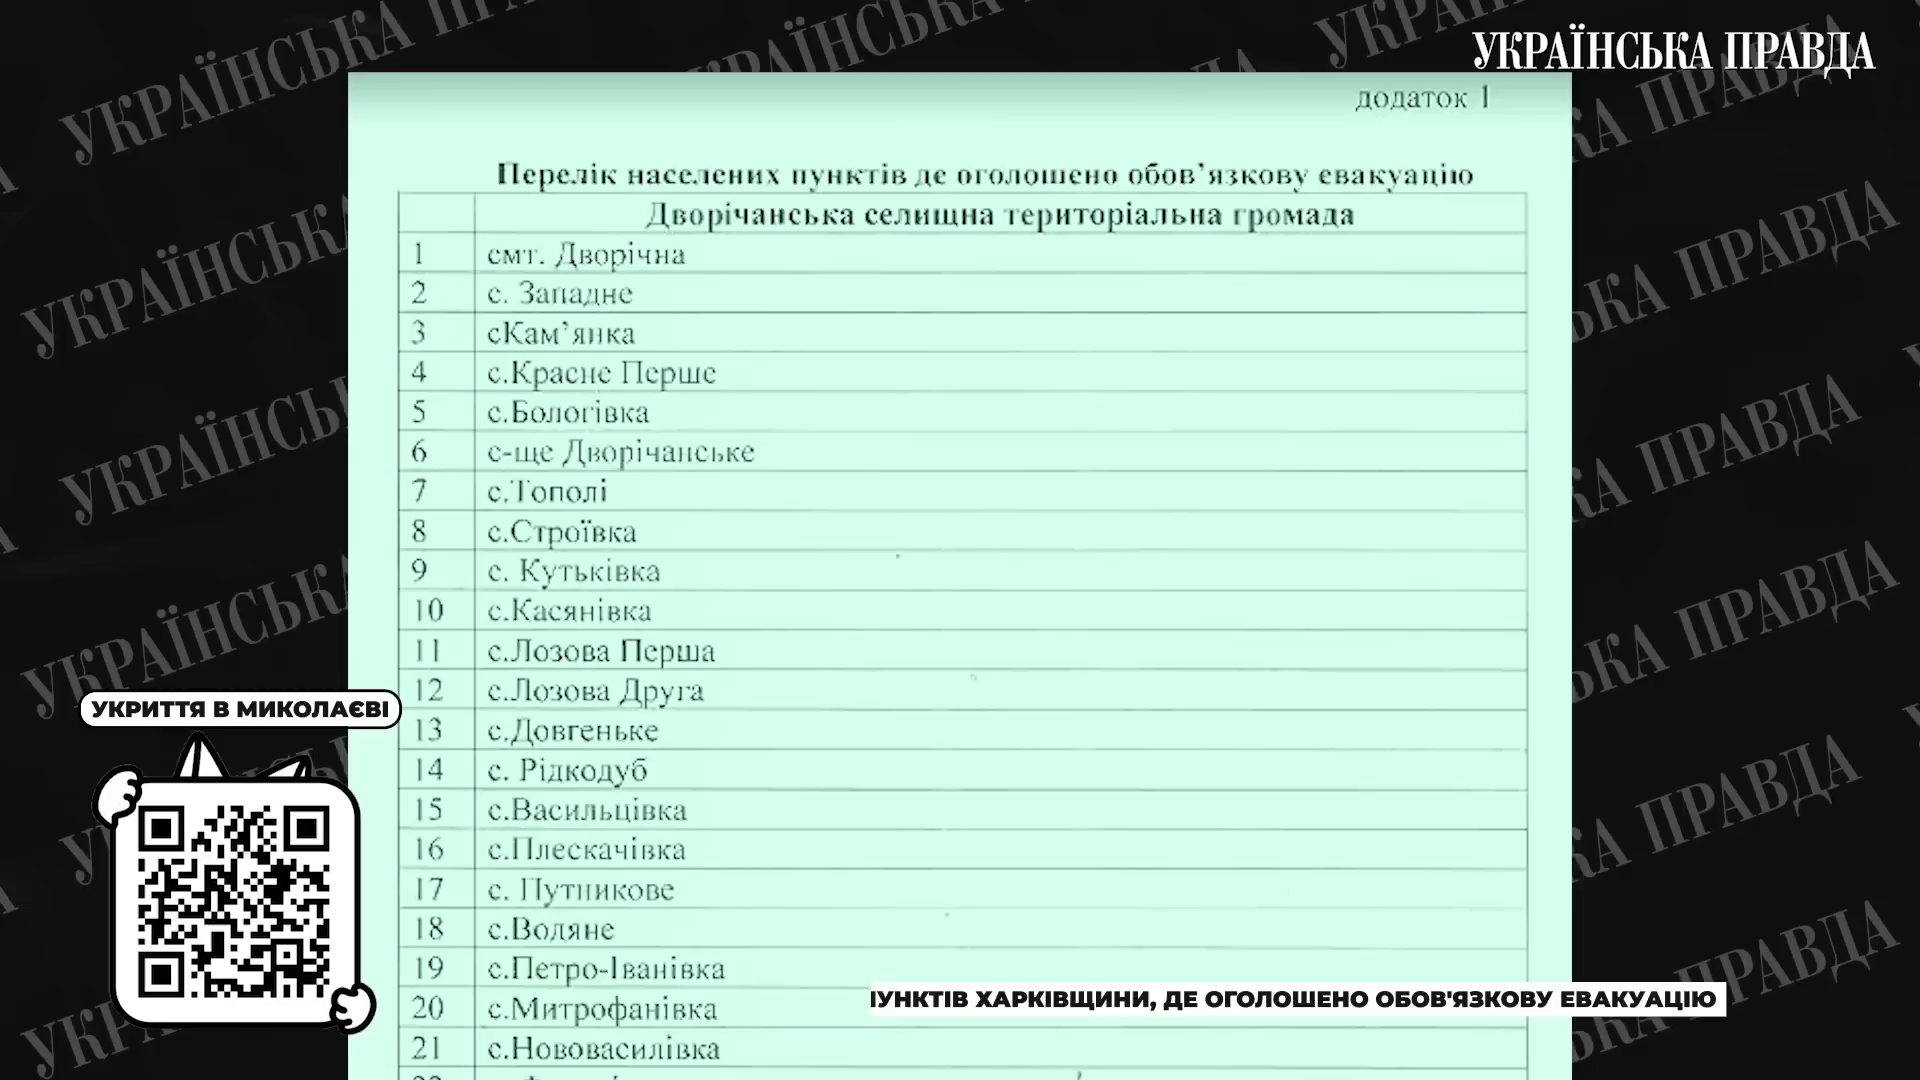 УКРАЇНСЬКА ПРАВДА
додаток 1
Перелік населених пунктів де оголошено обов’язкову евакуацію
Дворічанська селищна територіальна громада
1 смт. Дворічна
2 с. Западне
3 сКам’янка
4 с.Красне Перше
5 с.Бологівка
6 с-ще Дворічанське
7 с.Тополі
8 с.Строївка
9 с. Кутьківка
10 с.Касянівка
11 с.Лозова Перша
12 с.Лозова Друга
13 с.Довгеньке
14 с. Рідкодуб
15 с.Васильцівка
16 с.Плескачівка
17 с. Путникове
18 с.Водяне
19 с.Петро-Іванівка
20 с.Митрофанівка
21 с.Нововасилівка
УКРИТТЯ В МИКОЛАЄВІ
ПУНКТІВ ХАРКІВЩИНИ, ДЕ ОГОЛОШЕНО ОБОВ'ЯЗКОВУ ЕВАКУАЦІЮ